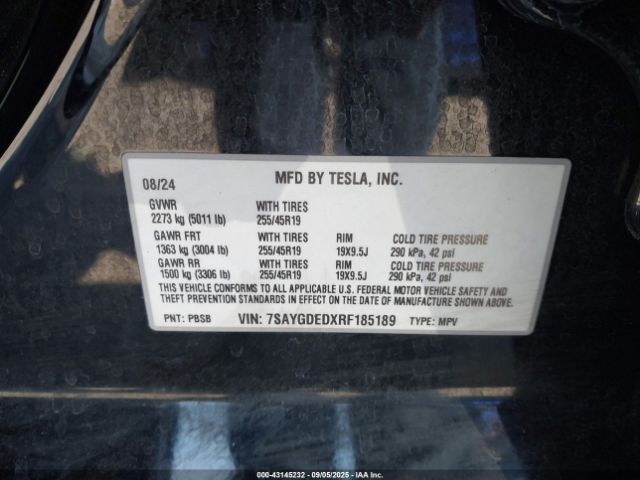 08/24 MFD BY TESLA, INC.
GVWR WITH TIRES
2273 kg (5011 lb) 255/45R19
GAWR FRT WITH TIRES RIM COLD TIRE PRESSURE
1363 kg (3004 lb) 255/45R19 19X9.5J 290 kPa, 42 psi
GAWR RR WITH TIRES RIM COLD TIRE PRESSURE
1500 kg (3306 lb) 255/45R19 19X9.5J 290 kPa, 42 psi
THIS VEHICLE CONFORMS TO ALL APPLICABLE U.S. FEDERAL MOTOR VEHICLE SAFETY AND
THEFT PREVENTION STANDARDS IN EFFECT ON THE DATE OF MANUFACTURE SHOWN ABOVE.
PNT: PBSB VIN: 7SAYGDEDXRF185189 TYPE: MPV
000-43145232 - 09/05/2025 - IAA Inc.